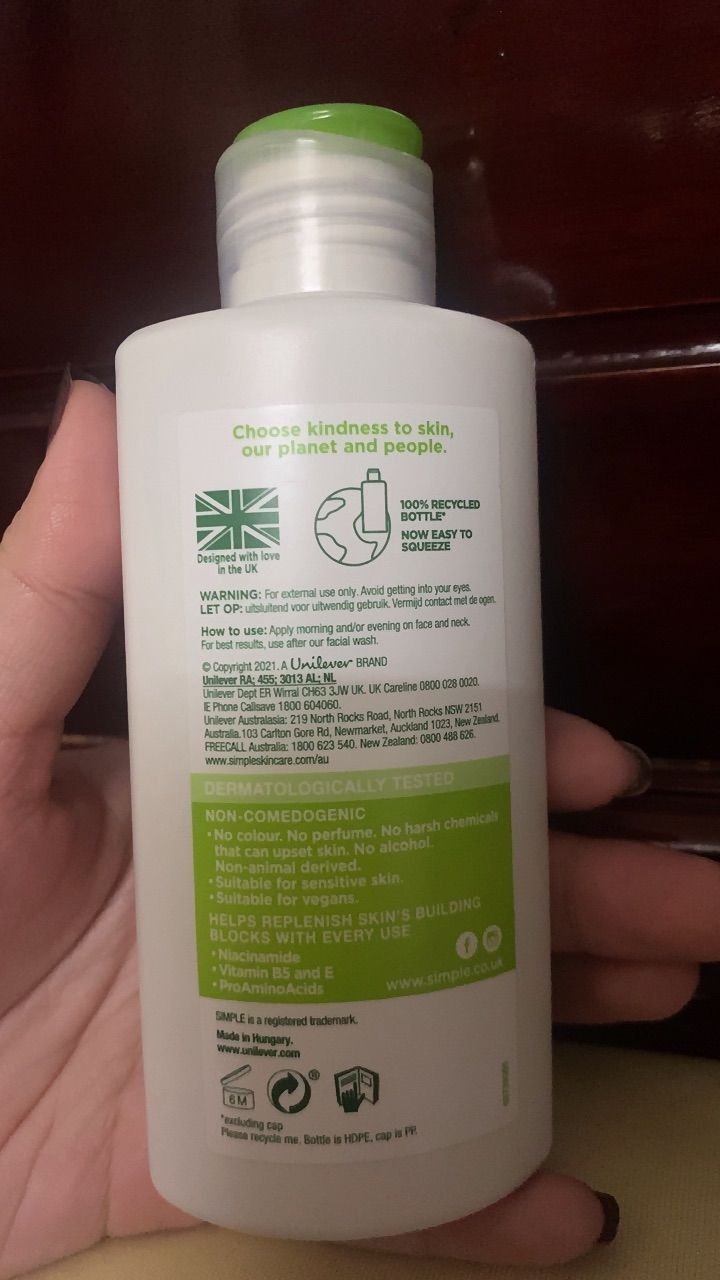 Choose kindness to skin,
our planet and people.
Designed with love
in the UK
100% RECYCLED
BOTTLE*
NOW EASY TO
SQUEEZE
WARNING: For external use only. Avoid getting into your eyes.
LET OP: uitsluitend voor uitwendig gebruik. Vermijd contact met de ogen.
How to use: Apply morning and/or evening on face and neck.
For best results, use after our facial wash.
© Copyright 2021. A Unilever BRAND
Unilever RA; 455; 3013 AL; NL
Unilever Dept ER Wirral CH63 3JW UK. UK Careline 0800 028 0020.
IE Phone Callsave 1800 604060.
Unilever Australasia: 219 North Rocks Road, North Rocks NSW 2151
Australia. 103 Carlton Gore Rd, Newmarket, Auckland 1023, New Zealand.
FREECALL Australia: 1800 623 540. New Zealand: 0800 488 626.
www.simpleskincare.com/au
DERMATOLOGICALLY TESTED
NON-COMEDOGENIC
• No colour. No perfume. No harsh chemicals
that can upset skin. No alcohol.
Non-animal derived.
• Suitable for sensitive skin.
• Suitable for vegans.
HELPS REPLENISH SKIN'S BUILDING
BLOCKS WITH EVERY USE
• Niacinamide
• Vitamin B5 and E
• ProAminoAcids
www.simple.co.uk
SIMPLE is a registered trademark.
Made in Hungary.
www.unilever.com
6M
®
*excluding cap
Please recycle me. Bottle is HDPE, cap is PP.